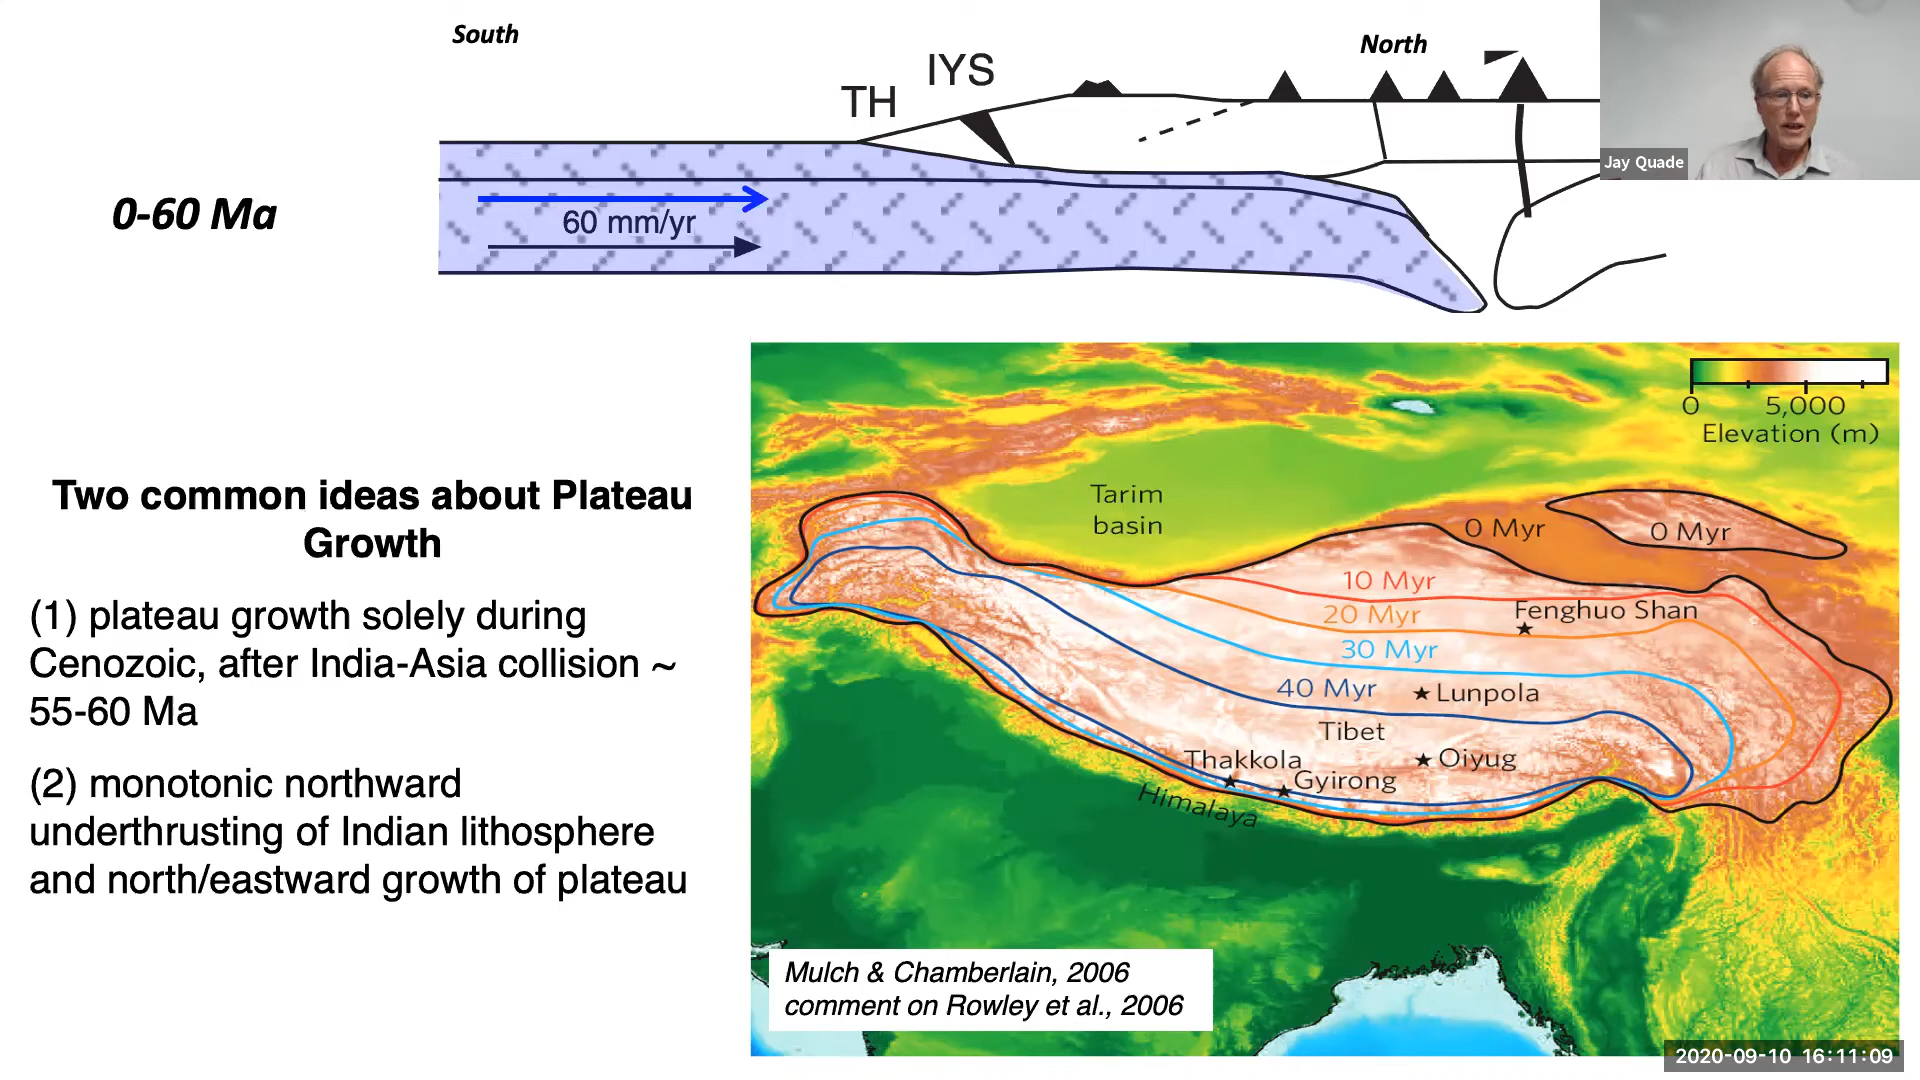 South
IYS
North
TH
Jay Quade
0-60 Ma
60 mm/yr
Two common ideas about Plateau
Growth
(1) plateau growth solely during
Cenozoic, after India-Asia collision ~
55-60 Ma
(2) monotonic northward
underthrusting of Indian lithosphere
and north/eastward growth of plateau
0 5,000
Elevation (m)
Tarim
basin
0 Myr
0 Myr
10 Myr
20 Myr
Fenghuo Shan
30 Myr
40 Myr
Lunpola
Tibet
Thakkola
Oiyug
Gyirong
Himalaya
Mulch & Chamberlain, 2006
comment on Rowley et al., 2006
2020-09-10 16:11:09